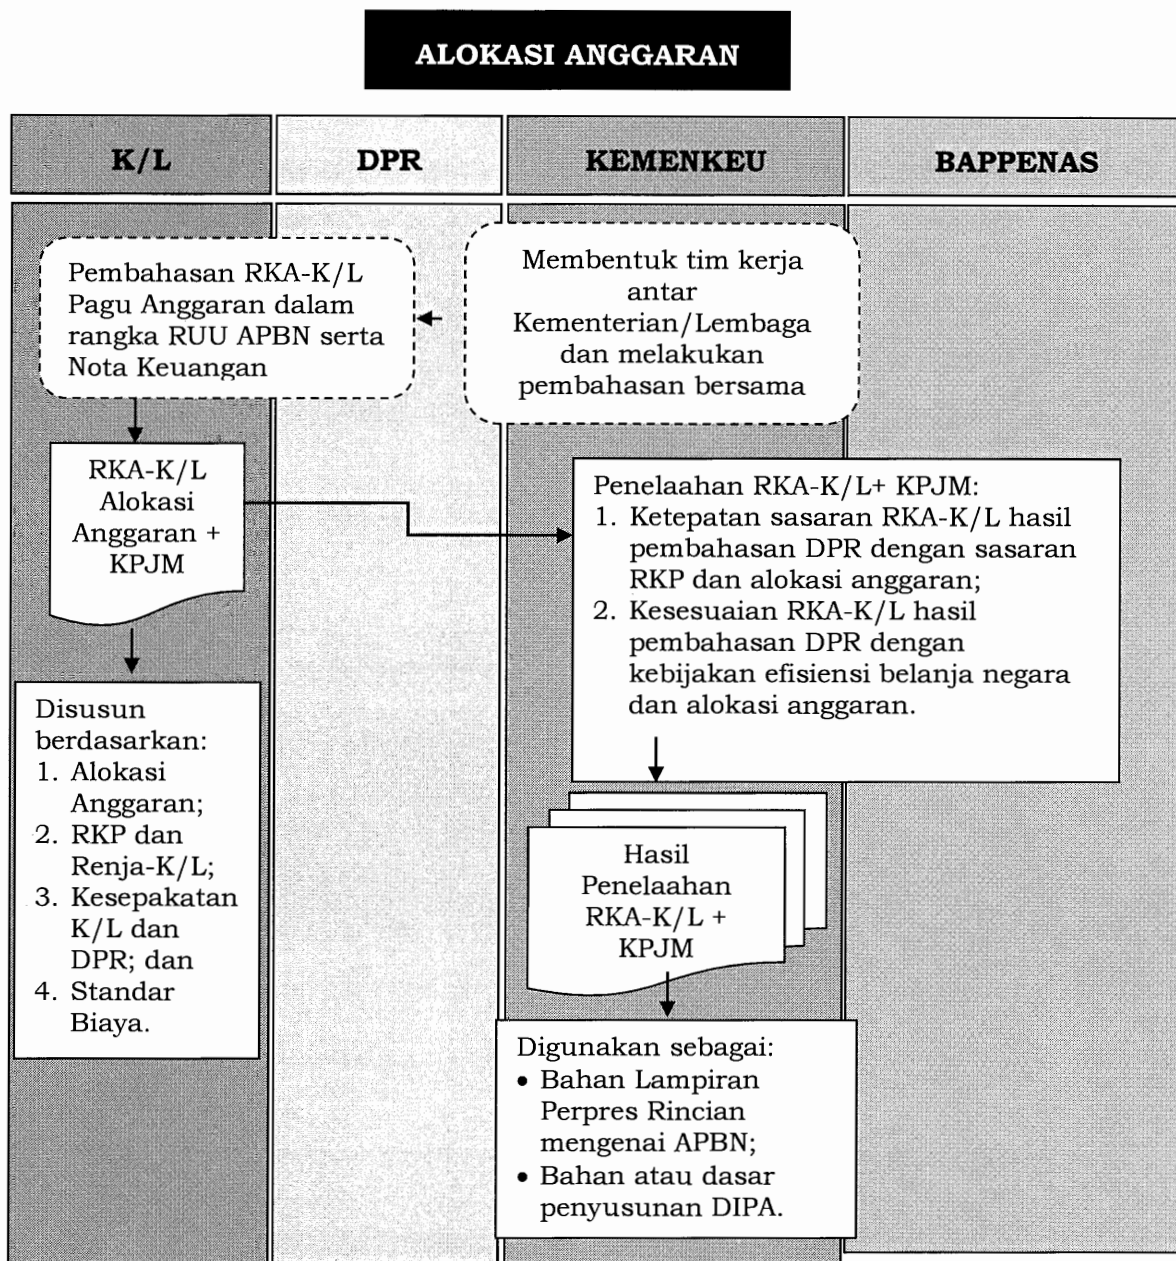 ALOKASI ANGGARAN
K/L
DPR
KEMENKEU
BAPPENAS
Pembahasan RKA-K/L
Pagu Anggaran dalam
rangka RUU APBN serta
Nota Keuangan
Membentuk tim kerja
antar
Kementerian/Lembaga
dan melakukan
pembahasan bersama
RKA-K/L
Alokasi
Anggaran +
KPJM
Penelaahan RKA-K/L+ KPJM:
1. Ketepatan sasaran RKA-K/L hasil
pembahasan DPR dengan sasaran
RKP dan alokasi anggaran;
2. Kesesuaian RKA-K/L hasil
pembahasan DPR dengan
kebijakan efisiensi belanja negara
dan alokasi anggaran.
Disusun
berdasarkan:
1. Alokasi
Anggaran;
2. RKP dan
Renja-K/L;
3. Kesepakatan
K/L dan
DPR; dan
4. Standar
Biaya.
Hasil
Penelaahan
RKA-K/L +
KPJM
Digunakan sebagai:
• Bahan Lampiran
Perpres Rincian
mengenai APBN;
• Bahan atau dasar
penyusunan DIPA.